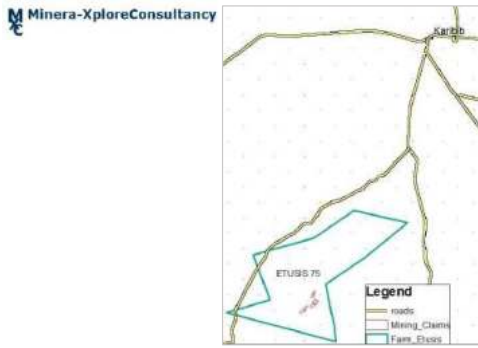 Minera-XploreConsultancy
Karibib
ETUSIS 75
Legend
roads
Mining_Claims
Farm_Etusis